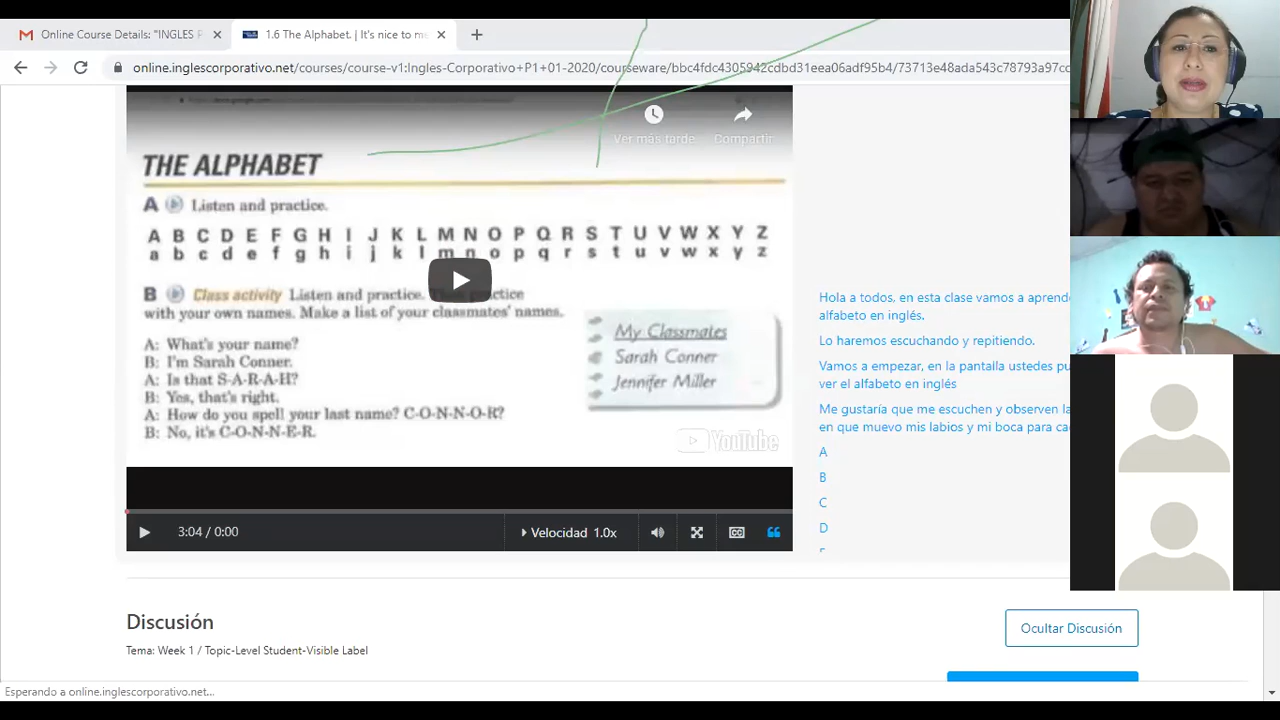 Online Course Details: "INGLES P
1.6 The Alphabet. | It's nice to me
online.inglescorporativo.net/courses/course-v1:Ingles-Corporativo+P1+01-2020/courseware/bbc4fdc4305942cdbd31eea06adf95b4/73713e48ada543c78793a97cc
Ver más tarde
Compartir
THE ALPHABET
A Listen and practice.
A B C D E F G H I J K L M N O P Q R S T U V W X Y Z
a b c d e f g h i j k l m n o p q r s t u v w x y z
B Class activity Listen and practice. Then practice
with your own names. Make a list of your classmates' names.
A: What's your name?
B: I'm Sarah Conner.
A: Is that S-A-R-A-H?
B: Yes, that's right.
A: How do you spell your last name? C-O-N-N-O-R?
B: No, it's C-O-N-N-E-R.
My Classmates
Sarah Conner
Jennifer Miller
YouTube
3:04 / 0:00
Velocidad 1.0x
Hola a todos, en esta clase vamos a aprende
alfabeto en inglés.
Lo haremos escuchando y repitiendo.
Vamos a empezar, en la pantalla ustedes pu
ver el alfabeto en inglés
Me gustaría que me escuchen y observen la
en que muevo mis labios y mi boca para ca
A
B
C
D
Discusión
Tema: Week 1 / Topic-Level Student-Visible Label
Ocultar Discusión
Esperando a online.inglescorporativo.net...